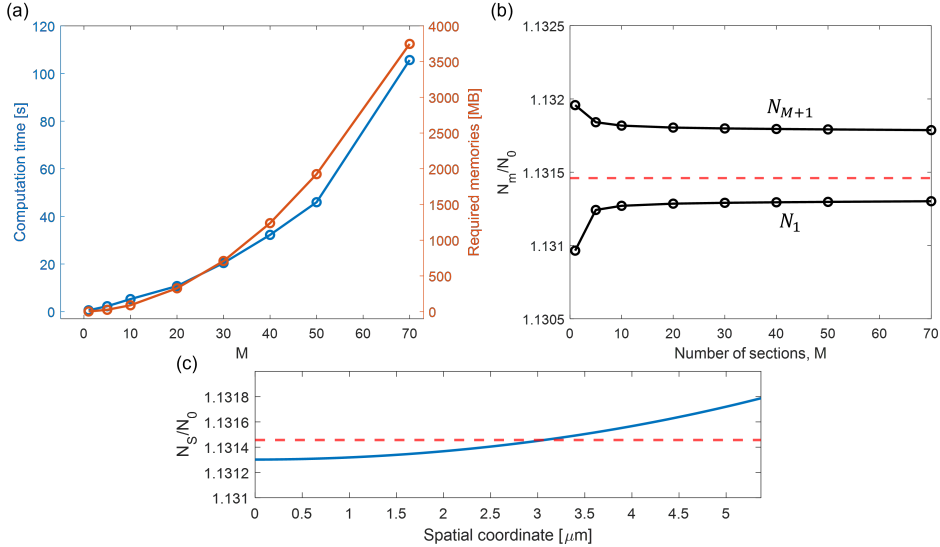 (a)
120
100
80
60
40
20
0
Computation time [s]
4000
3500
3000
2500
2000
1500
1000
500
0
Required memories [MB]
0 10 20 30 40 50 60 70
M
(b)
1.1325
1.132
1.1315
1.131
1.1305
N_m/N_0
N_{M+1}
N_1
0 10 20 30 40 50 60 70
Number of sections, M
(c)
1.1318
1.1316
1.1314
1.1312
1.131
N_S/N_0
0 0.5 1 1.5 2 2.5 3 3.5 4 4.5 5
Spatial coordinate [μm]